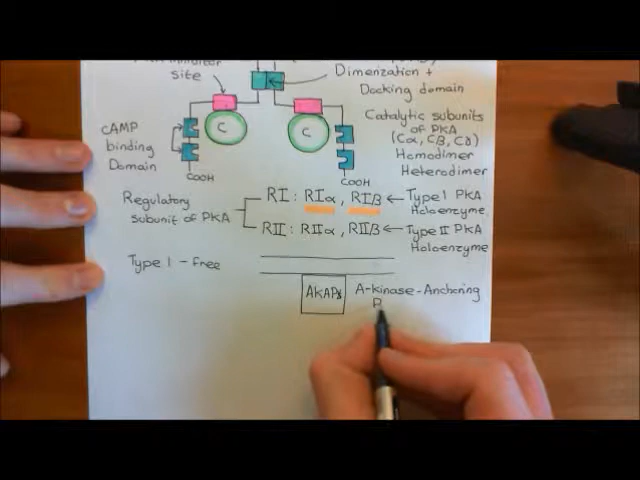 site
Dimerization +
Docking domain
C
C
CAMP
binding
Domain
COOH
COOH
Catalytic subunits
of PKA
(Cα, Cβ, Cγ)
Homodimer
Heterodimer
Regulatory
subunit of PKA
RI: RIα, RIβ ← Type I PKA
Holoenzyme
RII: RIIα, RIIβ ← Type II PKA
Holoenzyme
Type I - free
AKAPs
A-kinase-Anchoring
P